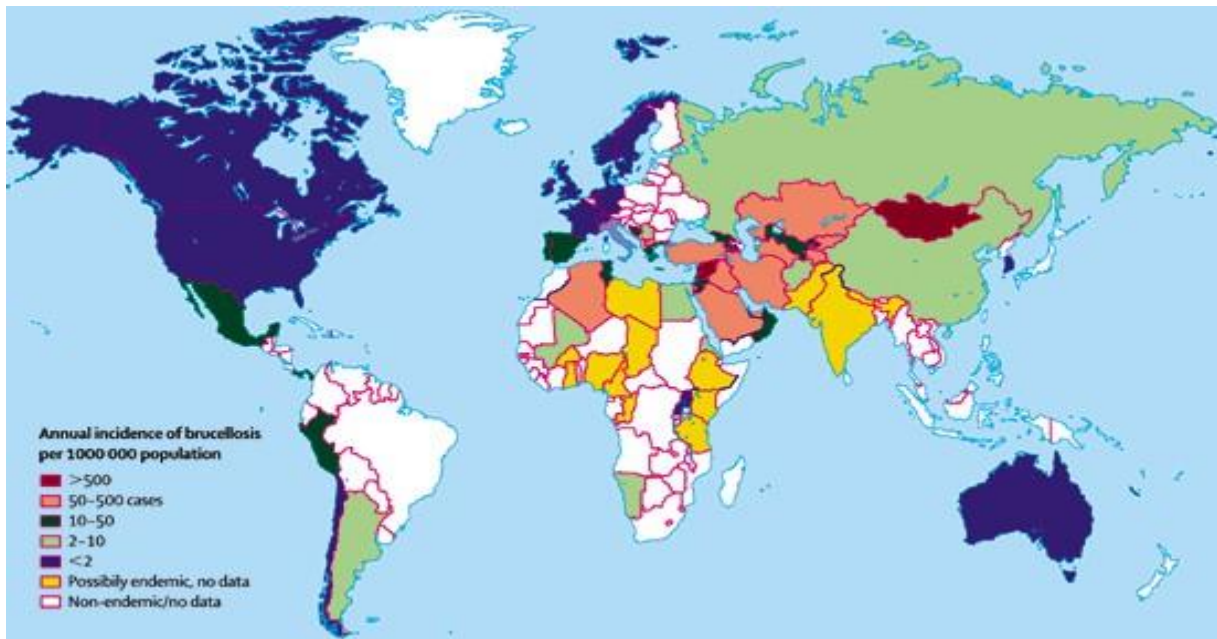 Annual incidence of brucellosis
per 1000 000 population
>500
50–500 cases
10–50
2–10
<2
Possibily endemic, no data
Non-endemic/no data